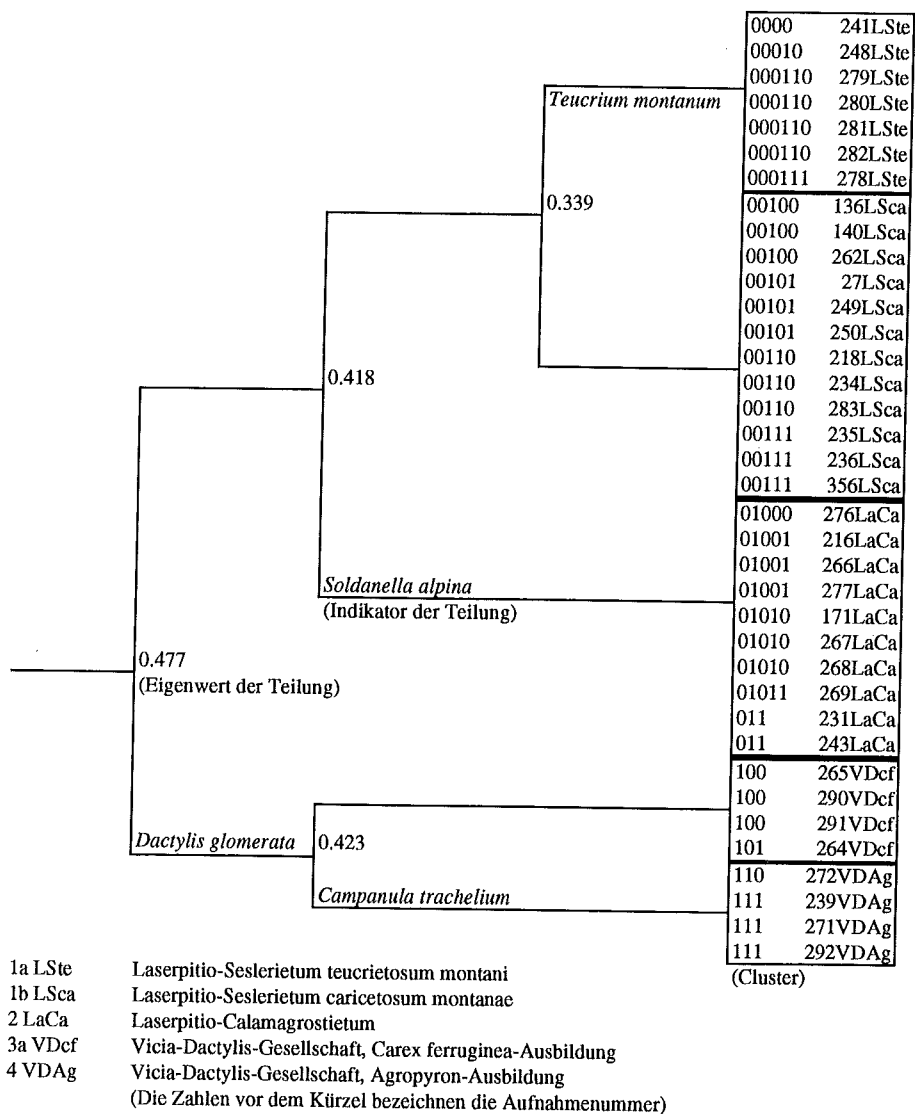 0000 241LSte
00010 248LSte
000110 279LSte
Teucrium montanum
000110 280LSte
000110 281LSte
000110 282LSte
000111 278LSte
0.339
00100 136LSca
00100 140LSca
00100 262LSca
00101 27LSca
00101 249LSca
00101 250LSca
00110 218LSca
0.418
00110 234LSca
00110 283LSca
00111 235LSca
00111 236LSca
00111 356LSca
01000 276LaCa
01001 216LaCa
01001 266LaCa
Soldanella alpina
01001 277LaCa
(Indikator der Teilung)
01010 171LaCa
01010 267LaCa
0.477
01010 268LaCa
(Eigenwert der Teilung)
01011 269LaCa
011 231LaCa
011 243LaCa
100 265VDcf
100 290VDcf
100 291VDcf
Dactylis glomerata 0.423
101 264VDcf
110 272VDAg
Campanula trachelium
111 239VDAg
111 271VDAg
111 292VDAg
(Cluster)
1a LSte Laserpitio-Seslerietum teucrietosum montani
1b LSca Laserpitio-Seslerietum caricetosum montanae
2 LaCa Laserpitio-Calamagrostietum
3a VDcf Vicia-Dactylis-Gesellschaft, Carex ferruginea-Ausbildung
4 VDAg Vicia-Dactylis-Gesellschaft, Agropyron-Ausbildung
(Die Zahlen vor dem Kürzel bezeichnen die Aufnahmenummer)